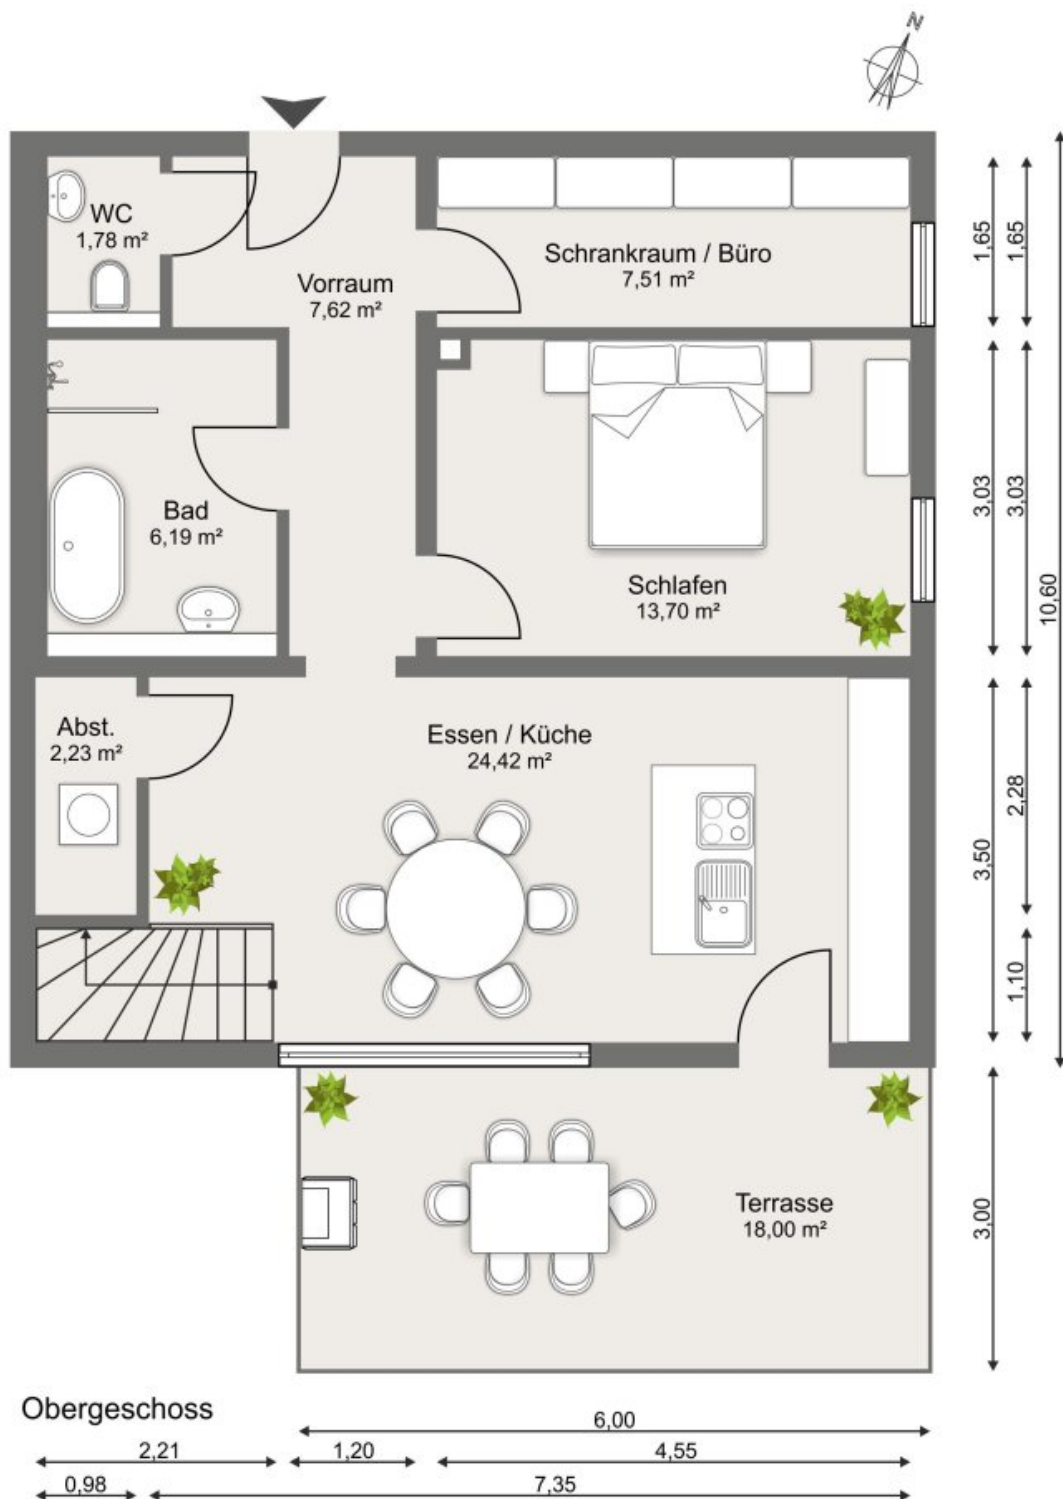 N
WC
1,78 m²
Vorraum
7,62 m²
Schrankraum / Büro
7,51 m²
1,65
1,65
Bad
6,19 m²
Schlafen
13,70 m²
3,03
3,03
10,60
Abst.
2,23 m²
Essen / Küche
24,42 m²
3,50
2,28
1,10
Terrasse
18,00 m²
3,00
Obergeschoss
6,00
2,21
1,20
4,55
0,98
7,35